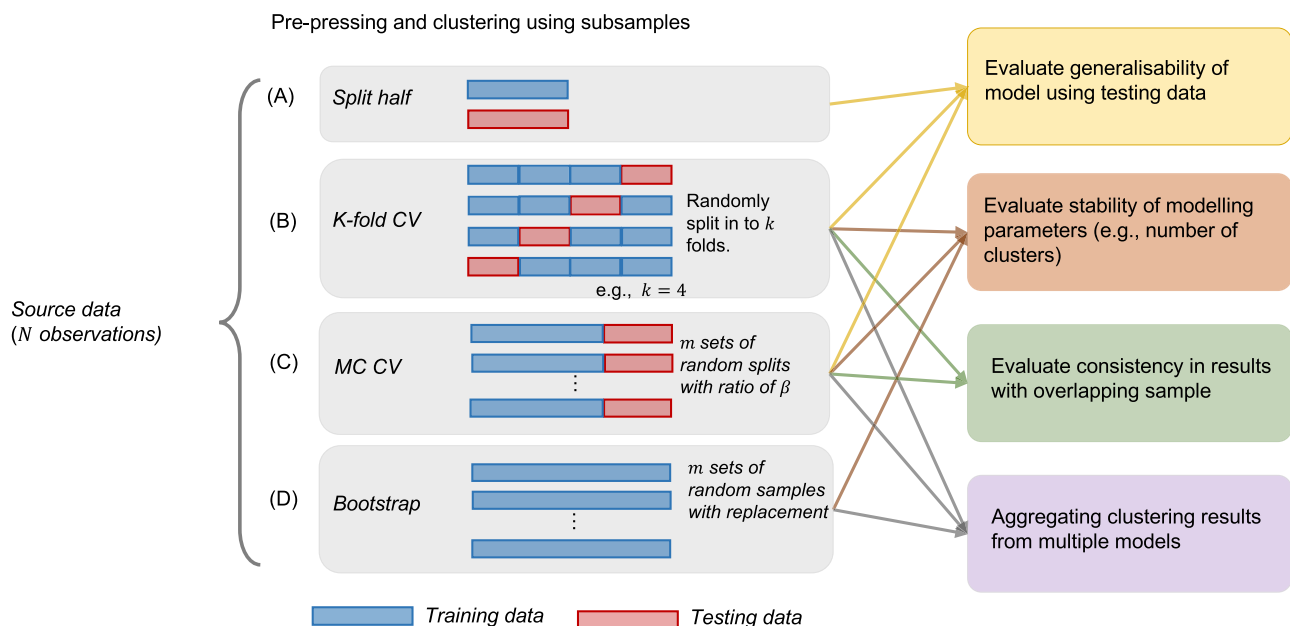 Pre-pressing and clustering using subsamples
Source data
(N observations)
(A)
Split half
(B)
K-fold CV
Randomly
split in to k
folds.
e.g., k = 4
(C)
MC CV
m sets of
random splits
with ratio of β
⋮
(D)
Bootstrap
m sets of
random samples
with replacement
⋮
Training data
Testing data
Evaluate generalisability of
model using testing data
Evaluate stability of modelling
parameters (e.g., number of
clusters)
Evaluate consistency in results
with overlapping sample
Aggregating clustering results
from multiple models